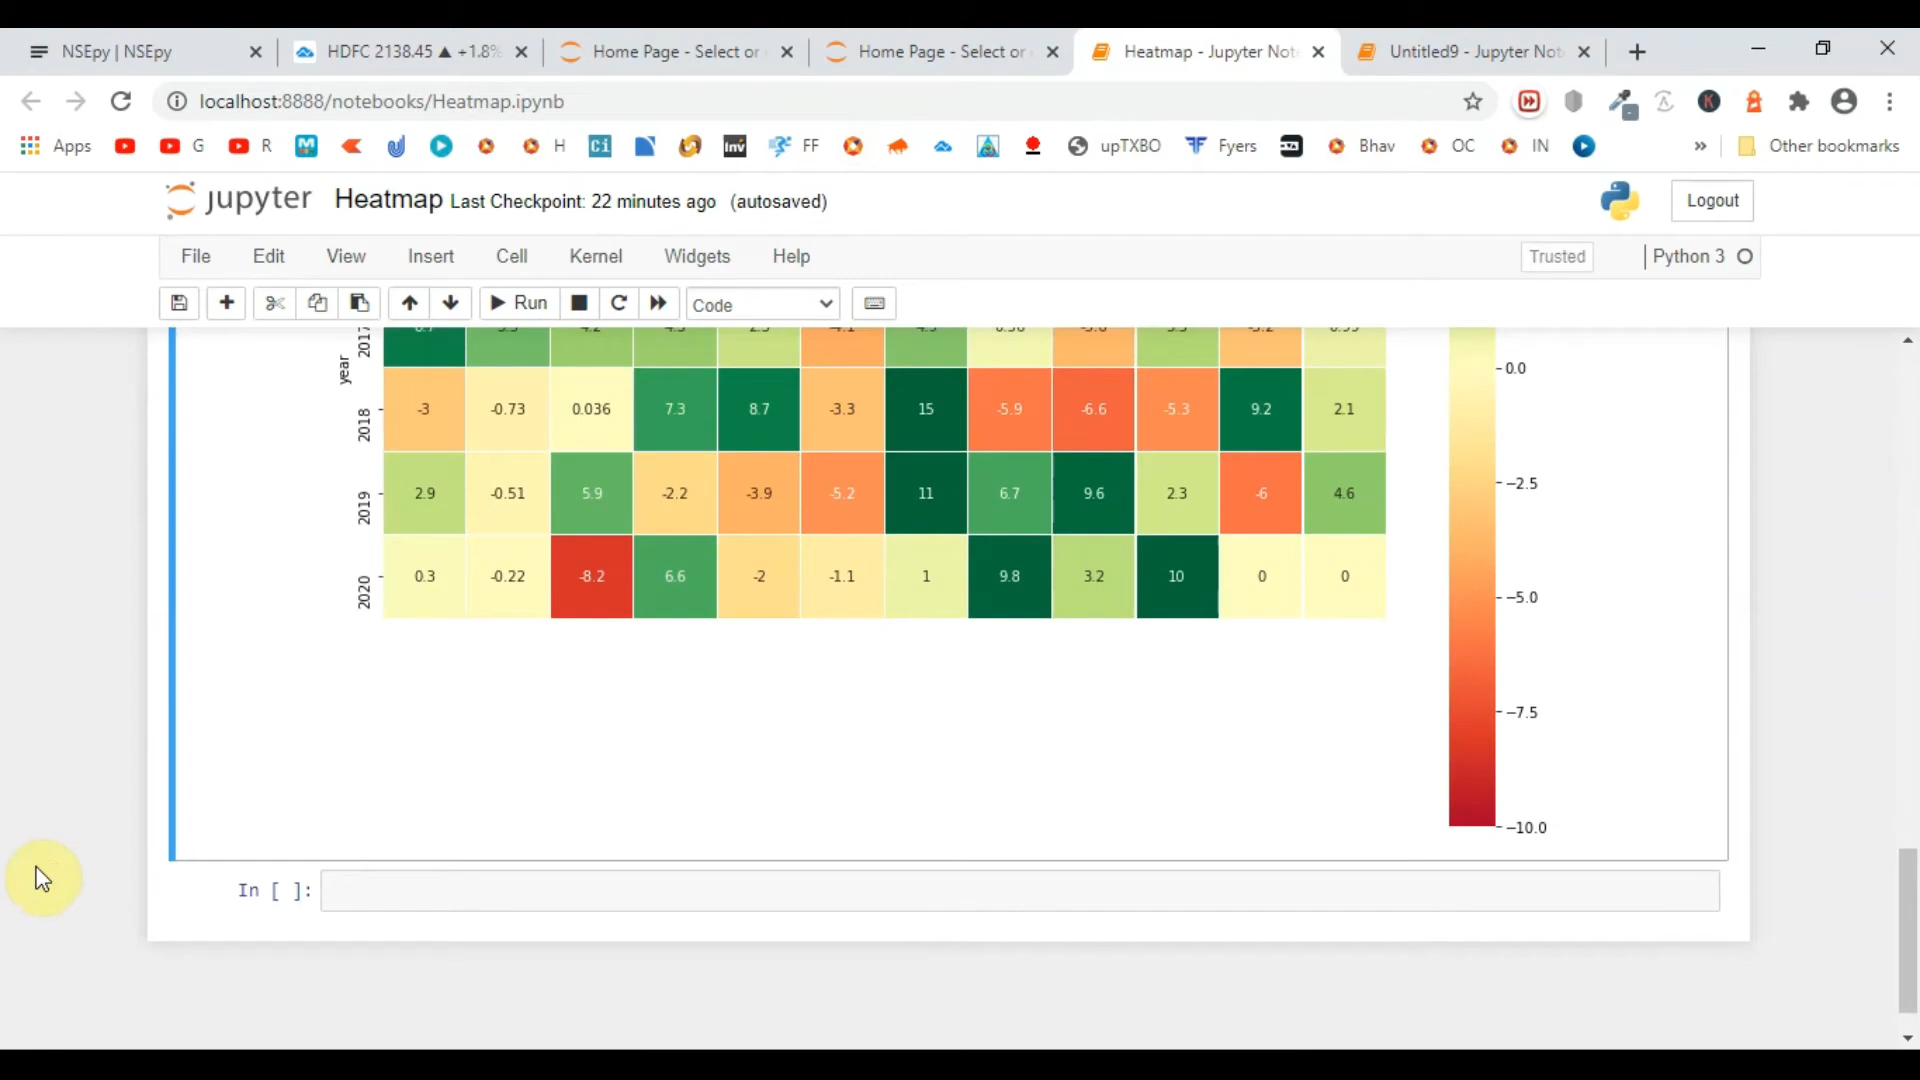 NSEpy | NSEpy
HDFC 2138.45 ▲ +1.8%
Home Page - Select or
Home Page - Select or
Heatmap - Jupyter Not
Untitled9 - Jupyter Not
localhost:8888/notebooks/Heatmap.ipynb
Apps G R H Ci Inv FF upTXBO Fyers Bhav OC IN » Other bookmarks
jupyter Heatmap Last Checkpoint: 22 minutes ago (autosaved)
Logout
File Edit View Insert Cell Kernel Widgets Help
Trusted
Python 3
Run
Code
year
2017
2018 -3 -0.73 0.036 7.3 8.7 -3.3 15 -5.9 -6.6 -5.3 9.2 2.1
2019 2.9 -0.51 5.9 -2.2 -3.9 -5.2 11 6.7 9.6 2.3 -6 4.6
2020 0.3 -0.22 -8.2 6.6 -2 -1.1 1 9.8 3.2 10 0 0
0.0
−2.5
−5.0
−7.5
−10.0
In [ ]: